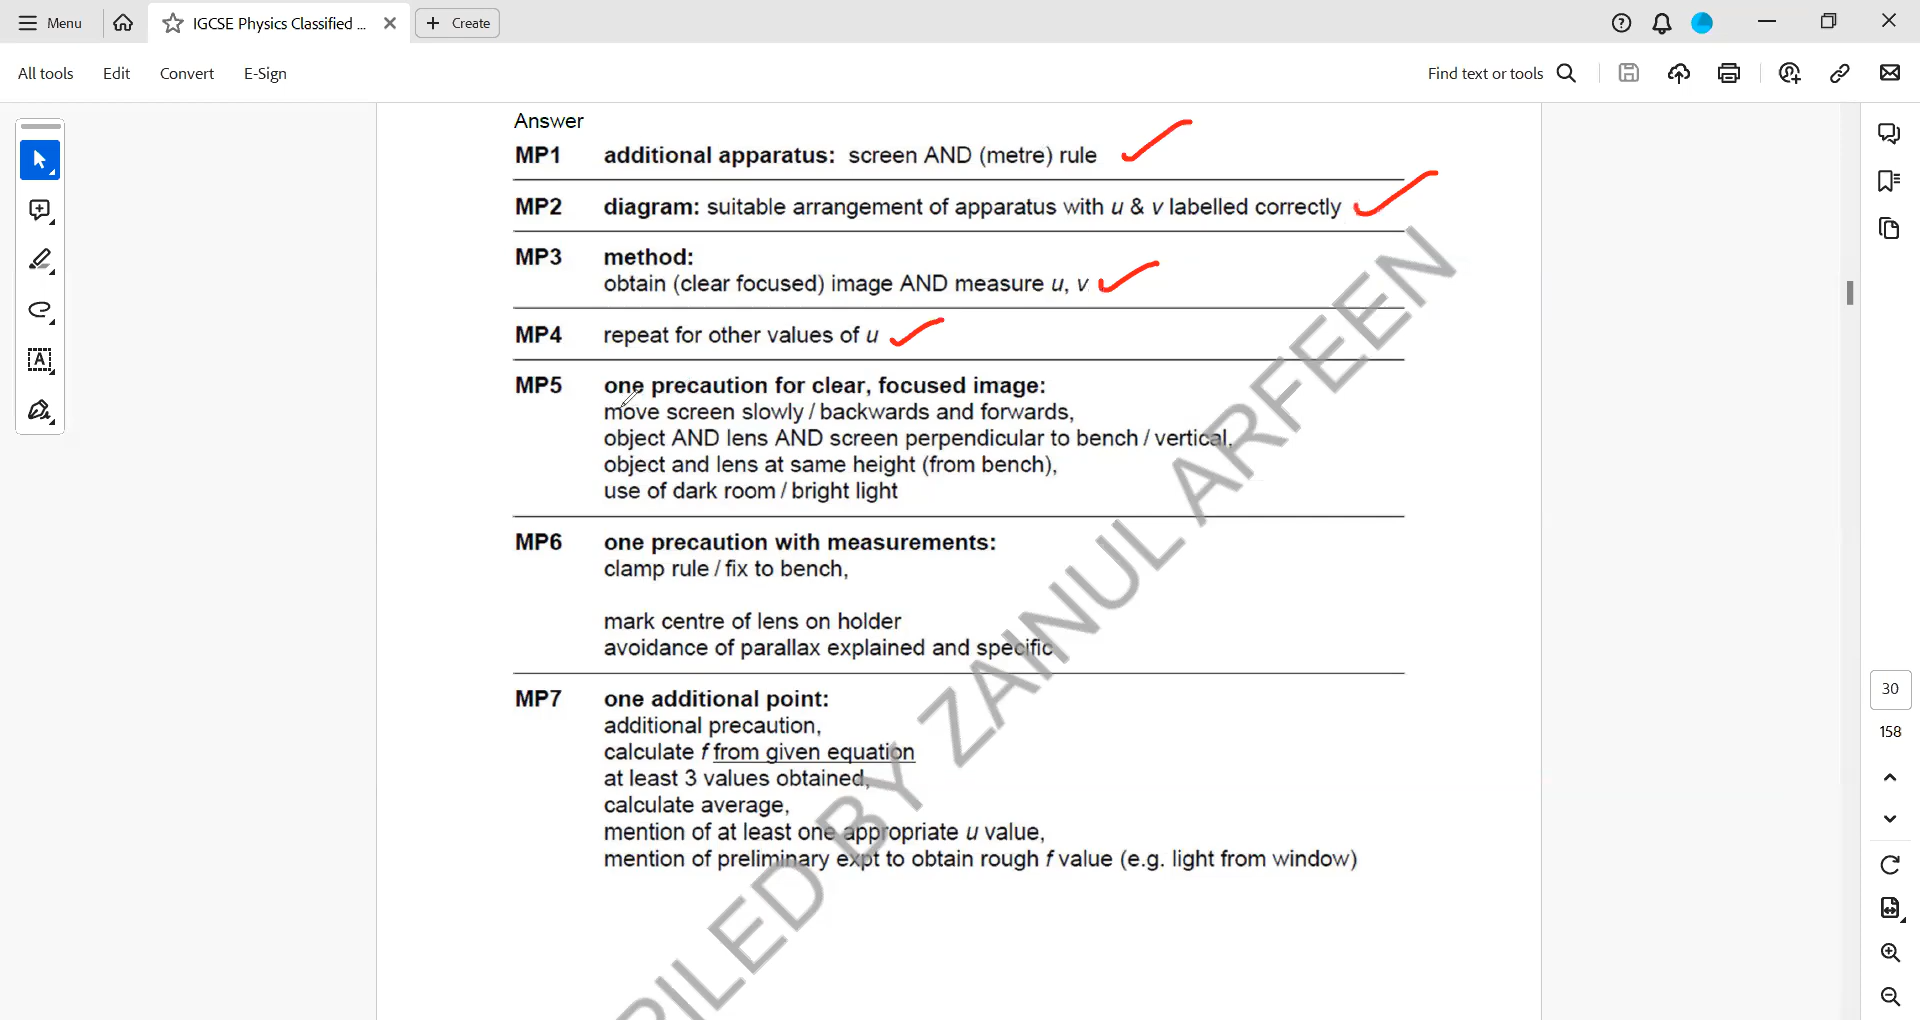 Menu
IGCSE Physics Classified ...
Create
All tools
Edit
Convert
E-Sign
Find text or tools
Answer
MP1 additional apparatus: screen AND (metre) rule
MP2 diagram: suitable arrangement of apparatus with u & v labelled correctly
MP3 method:
obtain (clear focused) image AND measure u, v
MP4 repeat for other values of u
MP5 one precaution for clear, focused image:
move screen slowly / backwards and forwards,
object AND lens AND screen perpendicular to bench / vertical,
object and lens at same height (from bench),
use of dark room / bright light
MP6 one precaution with measurements:
clamp rule / fix to bench,
mark centre of lens on holder
avoidance of parallax explained and specific
MP7 one additional point:
additional precaution,
calculate f from given equation
at least 3 values obtained,
calculate average,
mention of at least one appropriate u value,
mention of preliminary expt to obtain rough f value (e.g. light from window)
PILED BY ZAINUL ARFEEN
30
158